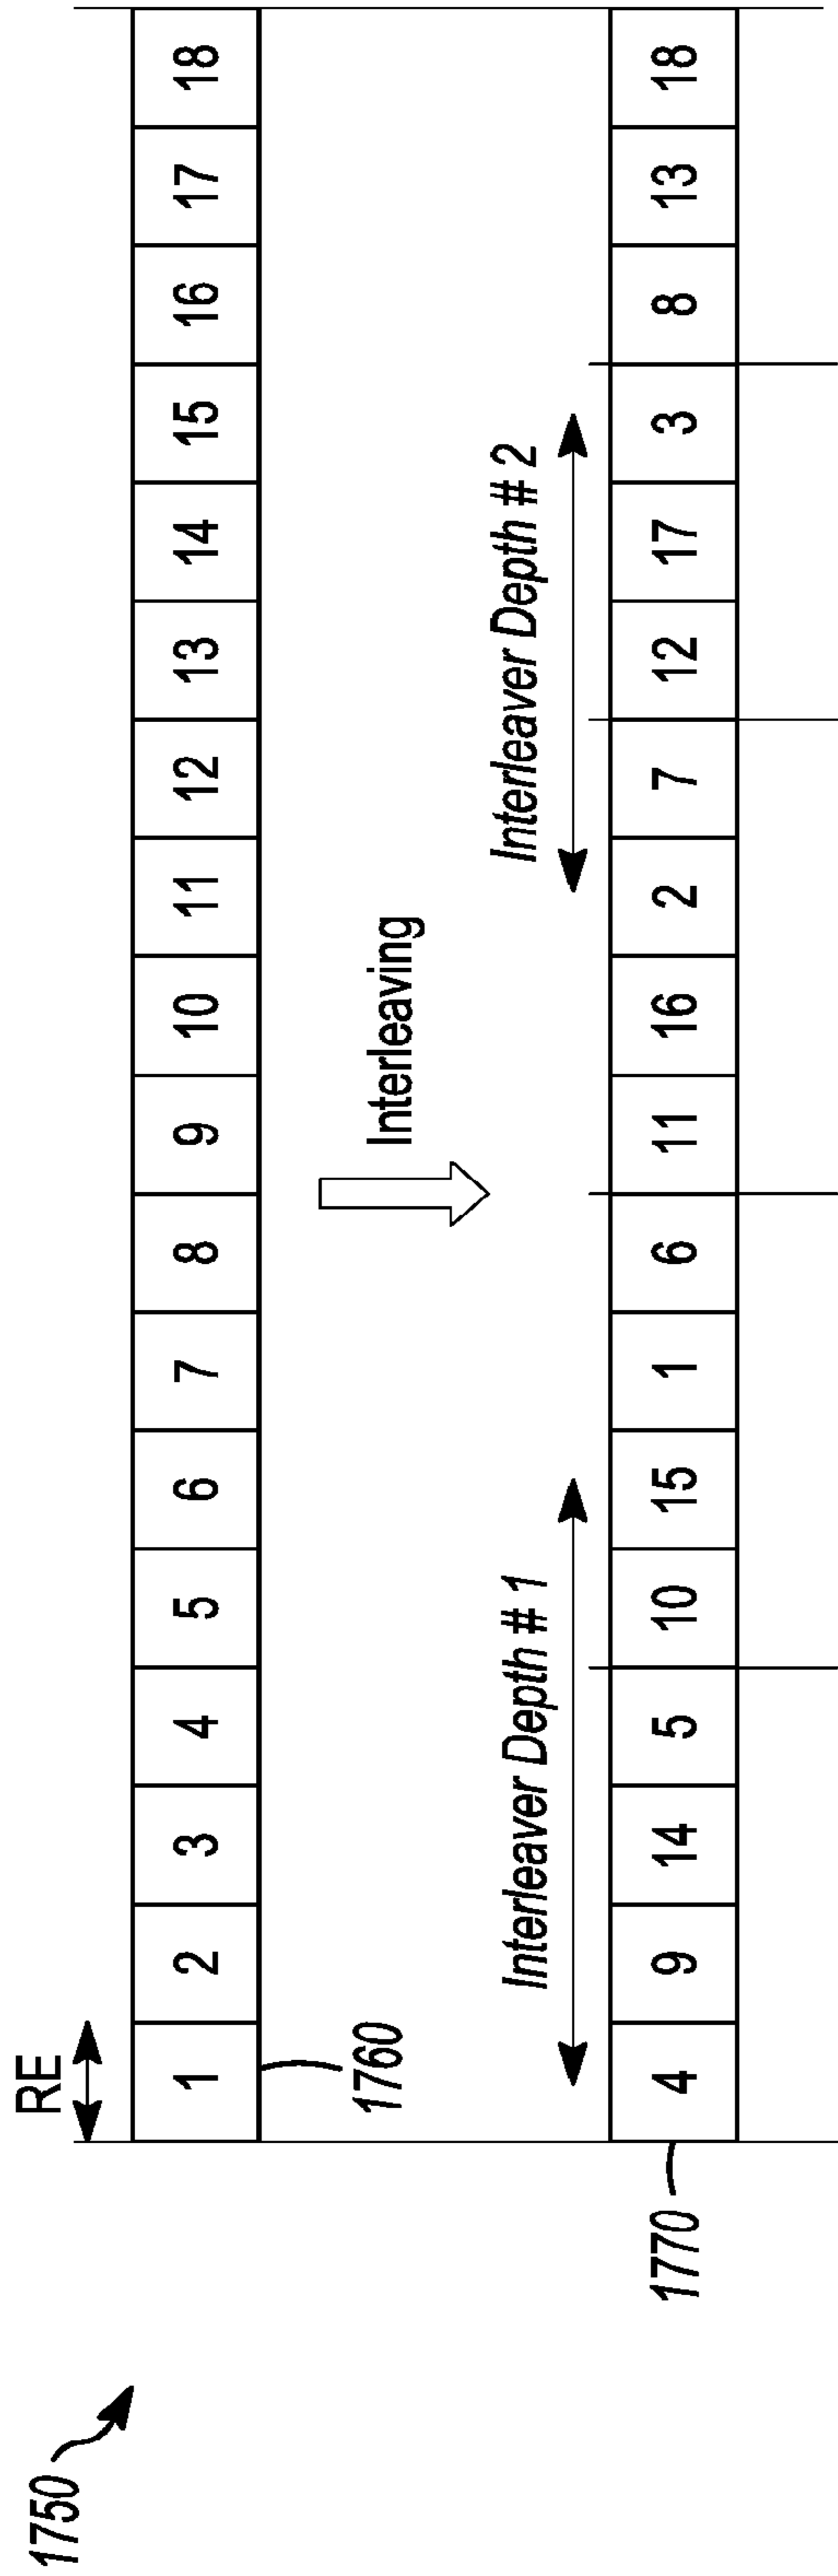 1750
RE
1 2 3 4 5 6 7 8 9 10 11 12 13 14 15 16 17 18
1760
Interleaving
Interleaver Depth # 1
Interleaver Depth # 2
4 9 14 5 10 15 1 6 11 16 2 7 12 17 3 8 13 18
1770